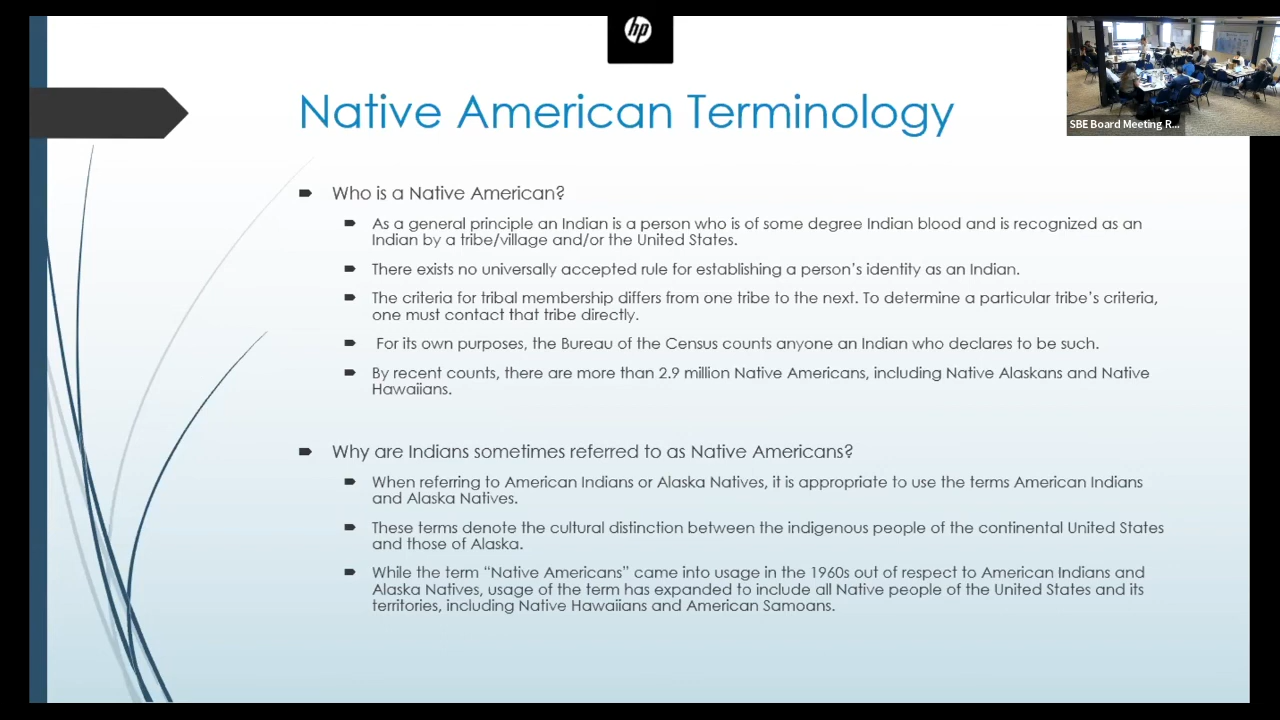 hp
SBE Board Meeting R...
Native American Terminology
Who is a Native American?
As a general principle an Indian is a person who is of some degree Indian blood and is recognized as an
Indian by a tribe/village and/or the United States.
There exists no universally accepted rule for establishing a person's identity as an Indian.
The criteria for tribal membership differs from one tribe to the next. To determine a particular tribe's criteria,
one must contact that tribe directly.
For its own purposes, the Bureau of the Census counts anyone an Indian who declares to be such.
By recent counts, there are more than 2.9 million Native Americans, including Native Alaskans and Native
Hawaiians.
Why are Indians sometimes referred to as Native Americans?
When referring to American Indians or Alaska Natives, it is appropriate to use the terms American Indians
and Alaska Natives.
These terms denote the cultural distinction between the indigenous people of the continental United States
and those of Alaska.
While the term “Native Americans” came into usage in the 1960s out of respect to American Indians and
Alaska Natives, usage of the term has expanded to include all Native people of the United States and its
territories, including Native Hawaiians and American Samoans.